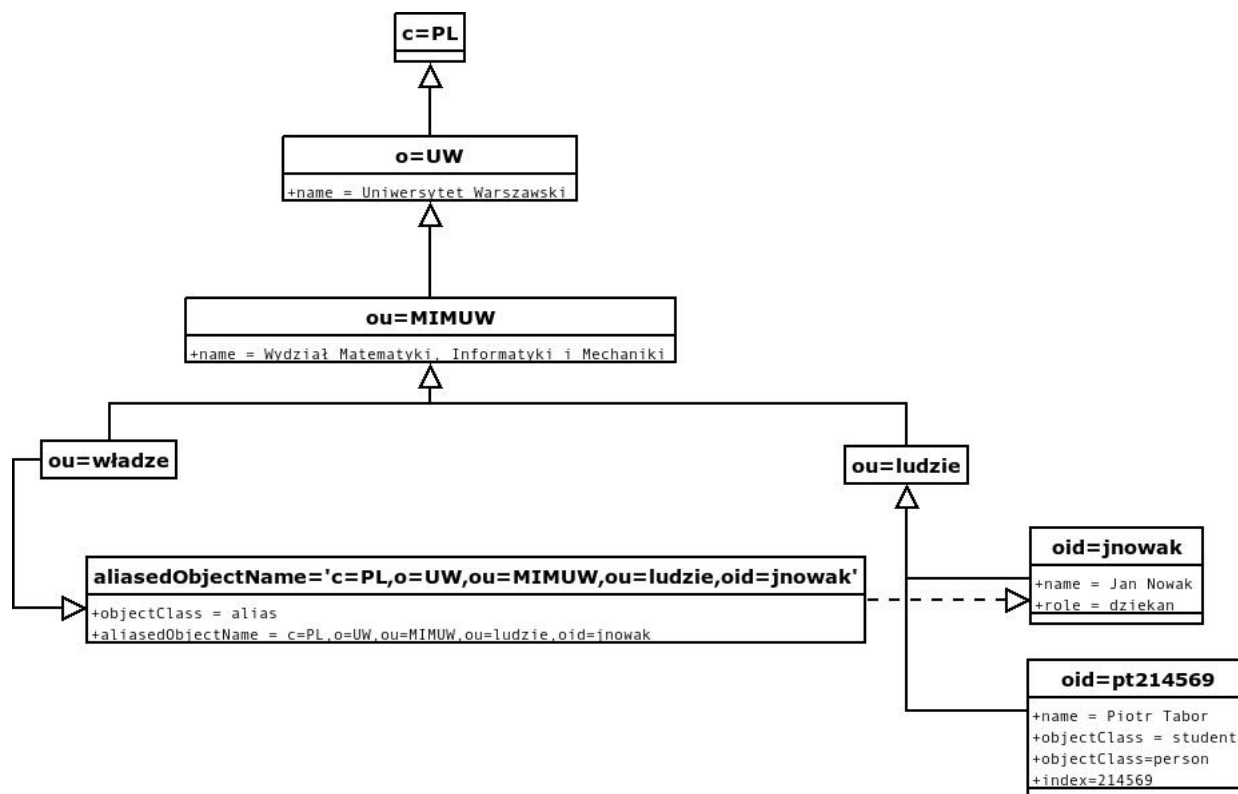 c=PL
o=UW
+name = Uniwersytet Warszawski
ou=MIMUW
+name = Wydział Matematyki, Informatyki i Mechaniki
ou=władze
ou=ludzie
aliasedObjectName='c=PL,o=UW,ou=MIMUW,ou=ludzie,oid=jnowak'
+objectClass = alias
+aliasedObjectName = c=PL,o=UW,ou=MIMUW,ou=ludzie,oid=jnowak
oid=jnowak
+name = Jan Nowak
+role = dziekan
oid=pt214569
+name = Piotr Tabor
+objectClass = student
+objectClass=person
+index=214569